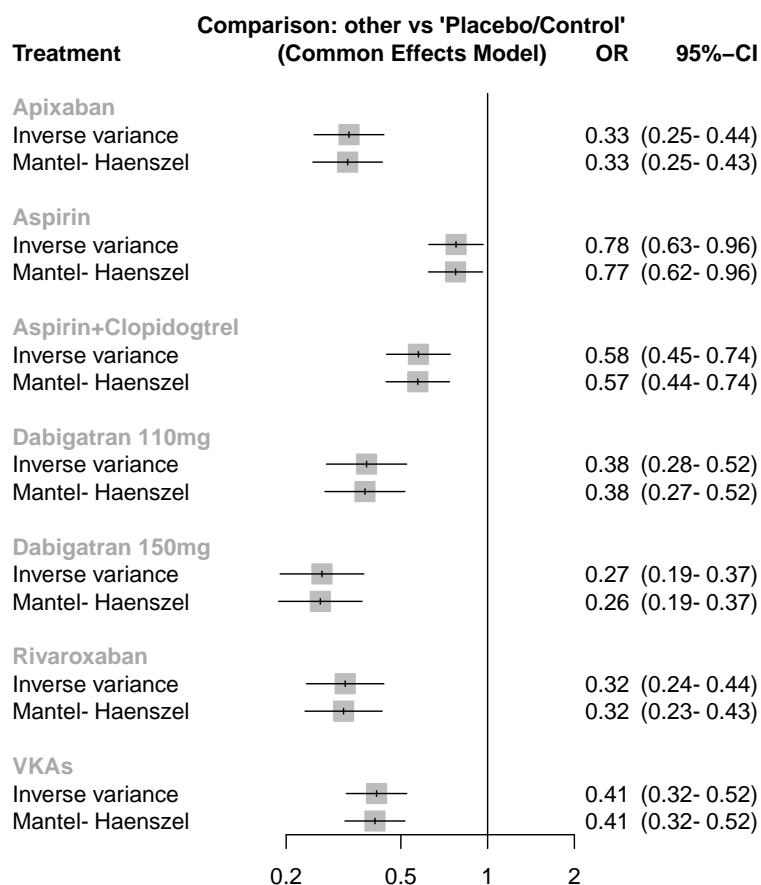 Comparison: other vs 'Placebo/Control'
Treatment (Common Effects Model) OR 95%−CI
Apixaban
Inverse variance 0.33 (0.25- 0.44)
Mantel- Haenszel 0.33 (0.25- 0.43)
Aspirin
Inverse variance 0.78 (0.63- 0.96)
Mantel- Haenszel 0.77 (0.62- 0.96)
Aspirin+Clopidogtrel
Inverse variance 0.58 (0.45- 0.74)
Mantel- Haenszel 0.57 (0.44- 0.74)
Dabigatran 110mg
Inverse variance 0.38 (0.28- 0.52)
Mantel- Haenszel 0.38 (0.27- 0.52)
Dabigatran 150mg
Inverse variance 0.27 (0.19- 0.37)
Mantel- Haenszel 0.26 (0.19- 0.37)
Rivaroxaban
Inverse variance 0.32 (0.24- 0.44)
Mantel- Haenszel 0.32 (0.23- 0.43)
VKAs
Inverse variance 0.41 (0.32- 0.52)
Mantel- Haenszel 0.41 (0.32- 0.52)
0.2 0.5 1 2